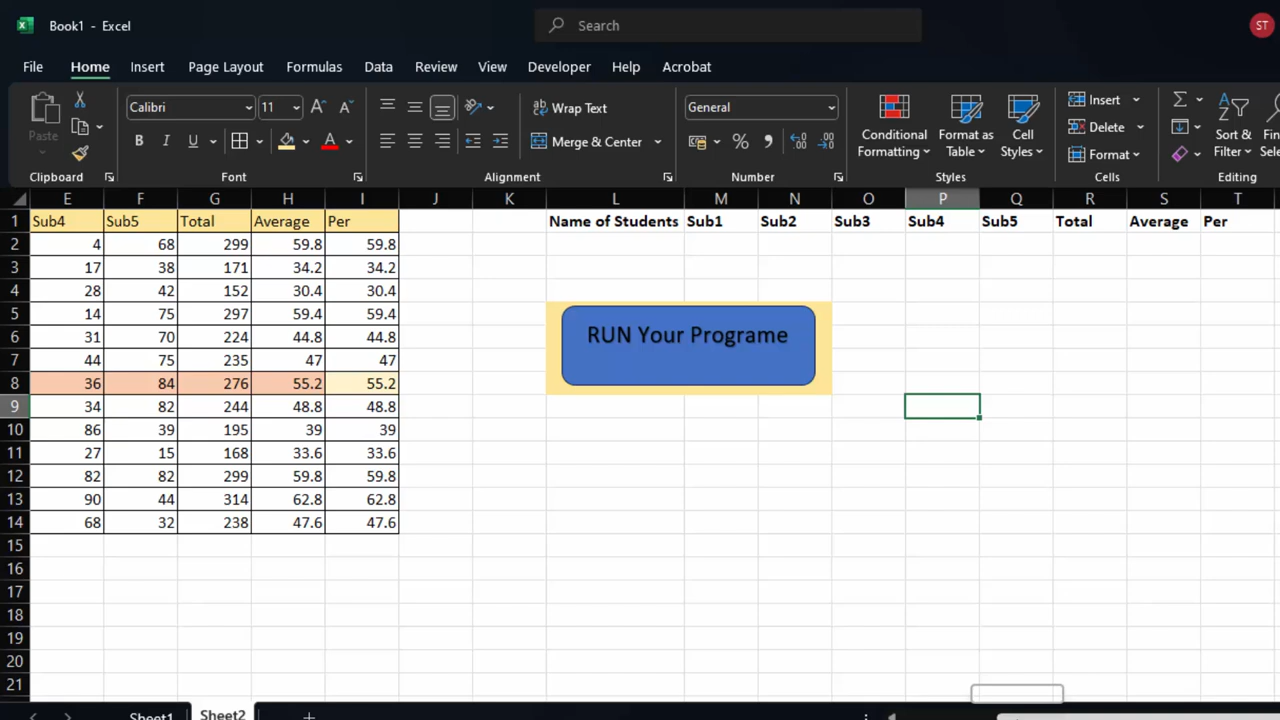 Book1 - Excel
Search
ST
File Home Insert Page Layout Formulas Data Review View Developer Help Acrobat
Paste
Calibri 11 A A
B I U A
Wrap Text
Merge & Center
General
%
Conditional Formatting
Format as Table
Cell Styles
Insert
Delete
Format
Sort & Filter
Clipboard Font Alignment Number Styles Cells Editing
E F G H I J K L M N O P Q R S T
1 Sub4 Sub5 Total Average Per Name of Students Sub1 Sub2 Sub3 Sub4 Sub5 Total Average Per
2 4 68 299 59.8 59.8
3 17 38 171 34.2 34.2
4 28 42 152 30.4 30.4
5 14 75 297 59.4 59.4
6 31 70 224 44.8 44.8
RUN Your Programe
7 44 75 235 47 47
8 36 84 276 55.2 55.2
9 34 82 244 48.8 48.8
10 86 39 195 39 39
11 27 15 168 33.6 33.6
12 82 82 299 59.8 59.8
13 90 44 314 62.8 62.8
14 68 32 238 47.6 47.6
15
16
17
18
19
20
21
Sheet1 Sheet2